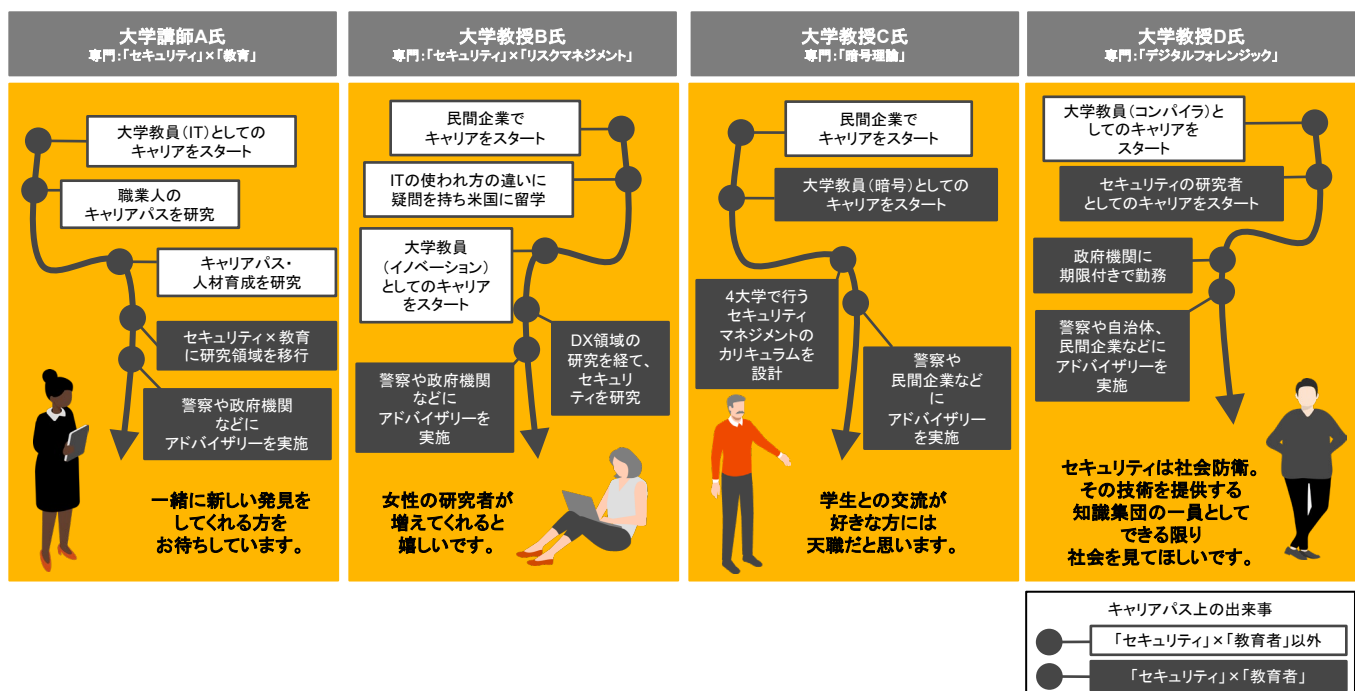 大学講師A氏
専門:「セキュリティ」×「教育」
大学教員(IT)としての
キャリアをスタート
職業人の
キャリアパスを研究
キャリアパス・
人材育成を研究
セキュリティ×教育
に研究領域を移行
警察や政府機関
などに
アドバイザリーを実施
一緒に新しい発見を
してくれる方を
お待ちしています。
大学教授B氏
専門:「セキュリティ」×「リスクマネジメント」
民間企業で
キャリアをスタート
ITの使われ方の違いに
疑問を持ち米国に留学
大学教員
(イノベーション)
としてのキャリア
をスタート
DX領域の
研究を経て、
セキュリ
ティを研究
警察や政府機関
などに
アドバイザリーを
実施
女性の研究者が
増えてくれると
嬉しいです。
大学教授C氏
専門:「暗号理論」
民間企業で
キャリアをスタート
大学教員(暗号)としての
キャリアをスタート
4大学で行う
セキュリティ
マネジメントの
カリキュラムを
設計
警察や
民間企業など
に
アドバイザリー
を実施
学生との交流が
好きな方には
天職だと思います。
大学教授D氏
専門:「デジタルフォレンジック」
大学教員(コンパイラ)と
してのキャリアを
スタート
セキュリティの研究者
としてのキャリアをスタート
政府機関に
期限付きで勤務
警察や自治体、
民間企業などに
アドバイザリーを
実施
セキュリティは社会防衛。
その技術を提供する
知識集団の一員として
できる限り
社会を見てほしいです。
キャリアパス上の出来事
「セキュリティ」×「教育者」以外
「セキュリティ」×「教育者」